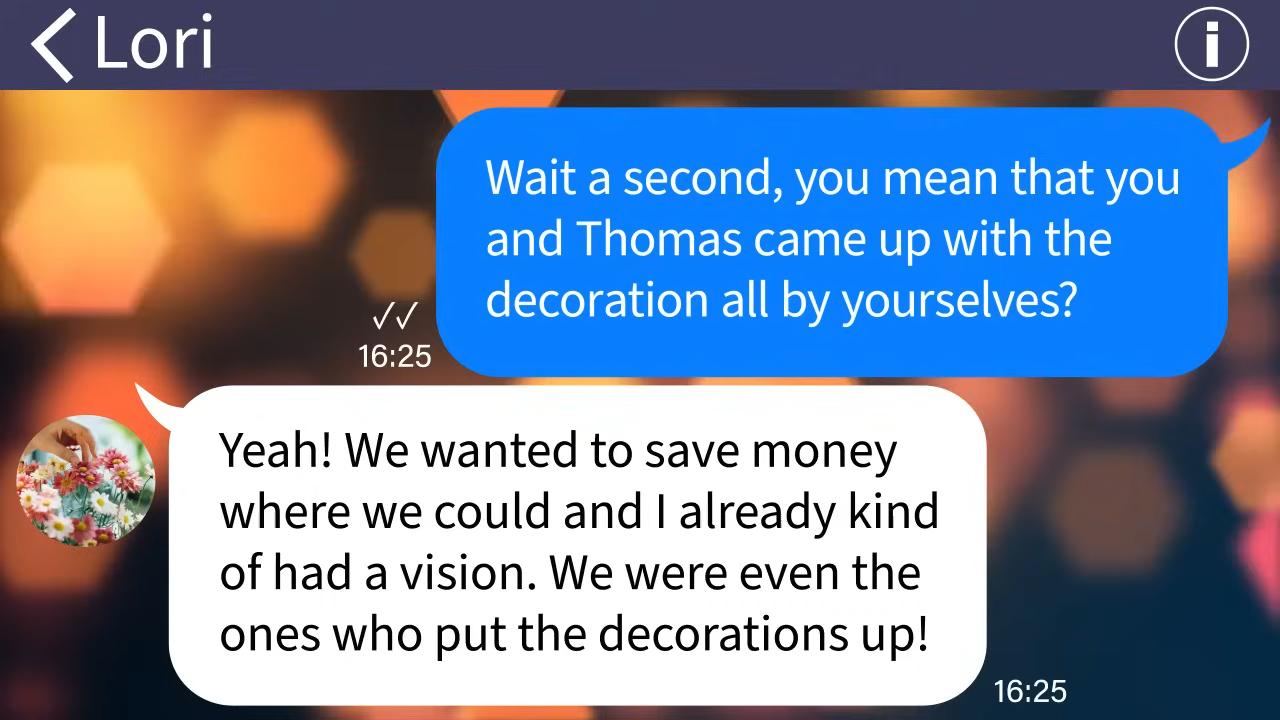 Lori
i
Wait a second, you mean that you
and Thomas came up with the
decoration all by yourselves?
16:25
Yeah! We wanted to save money
where we could and I already kind
of had a vision. We were even the
ones who put the decorations up!
16:25